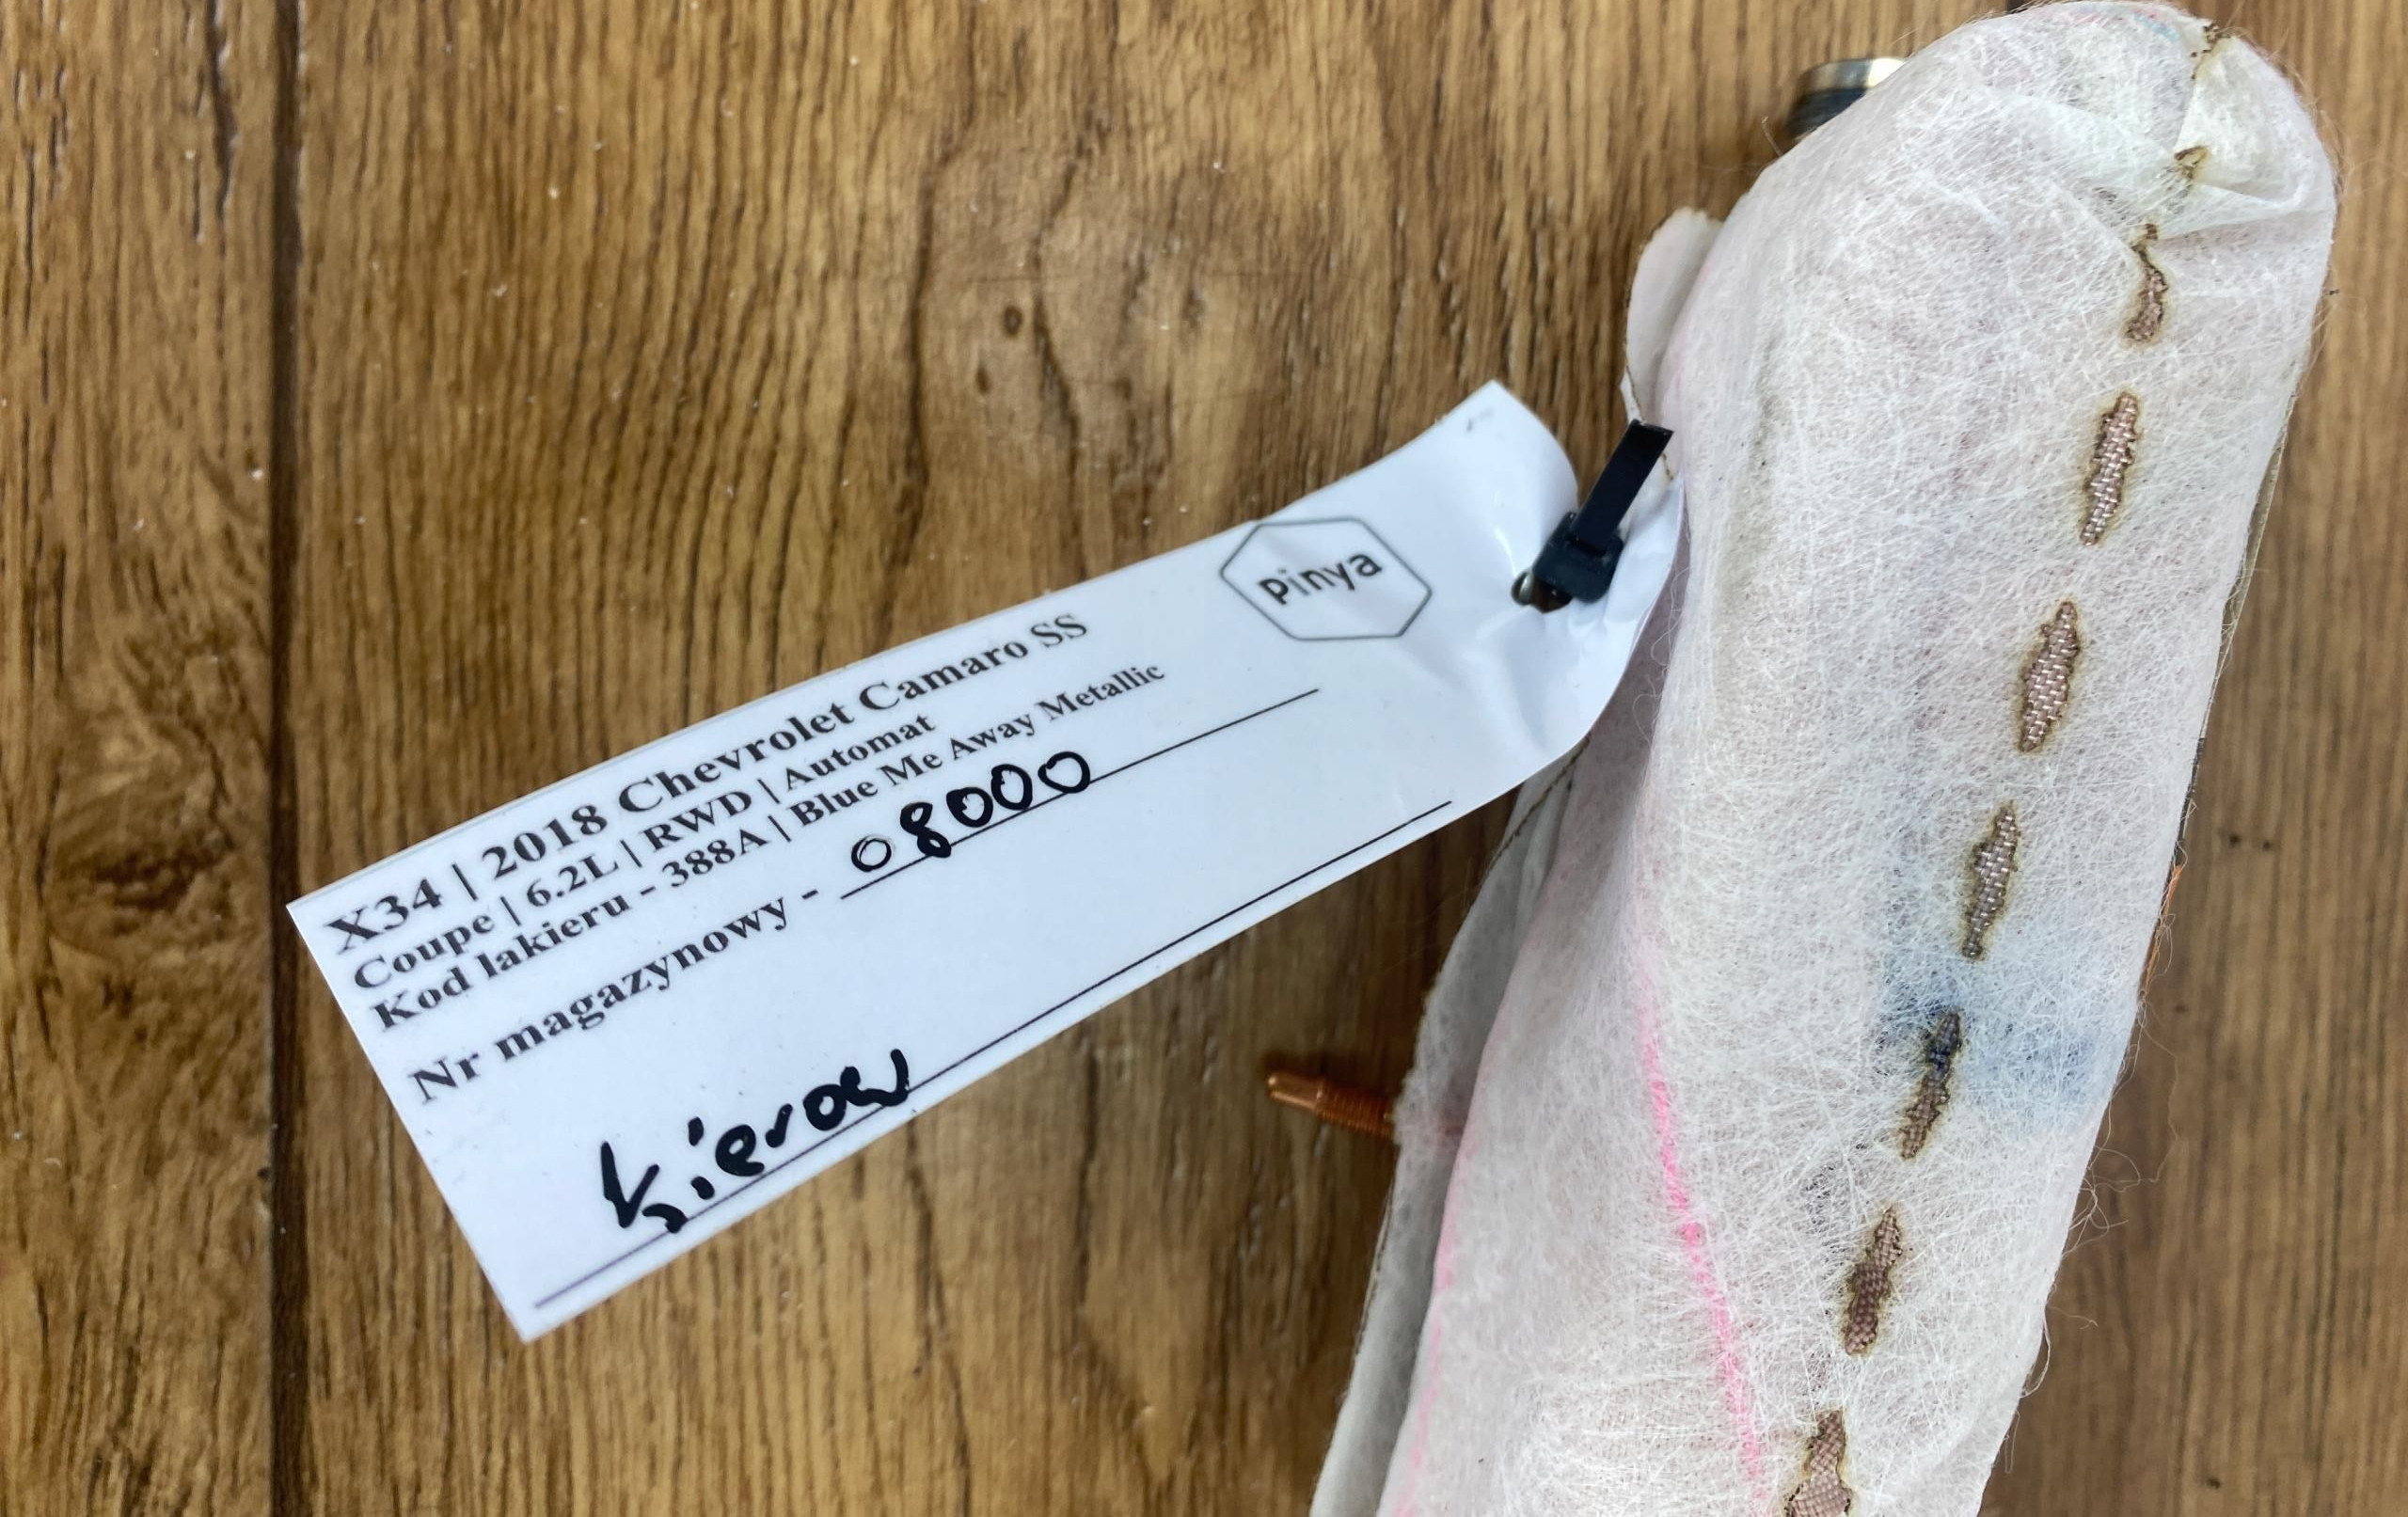 Pinya
X34 | 2018 Chevrolet Camaro SS
Coupe | 6.2L | RWD | Automat
Kod lakieru - 388A | Blue Me Away Metallic
Nr magazynowy - 08000
Kierow